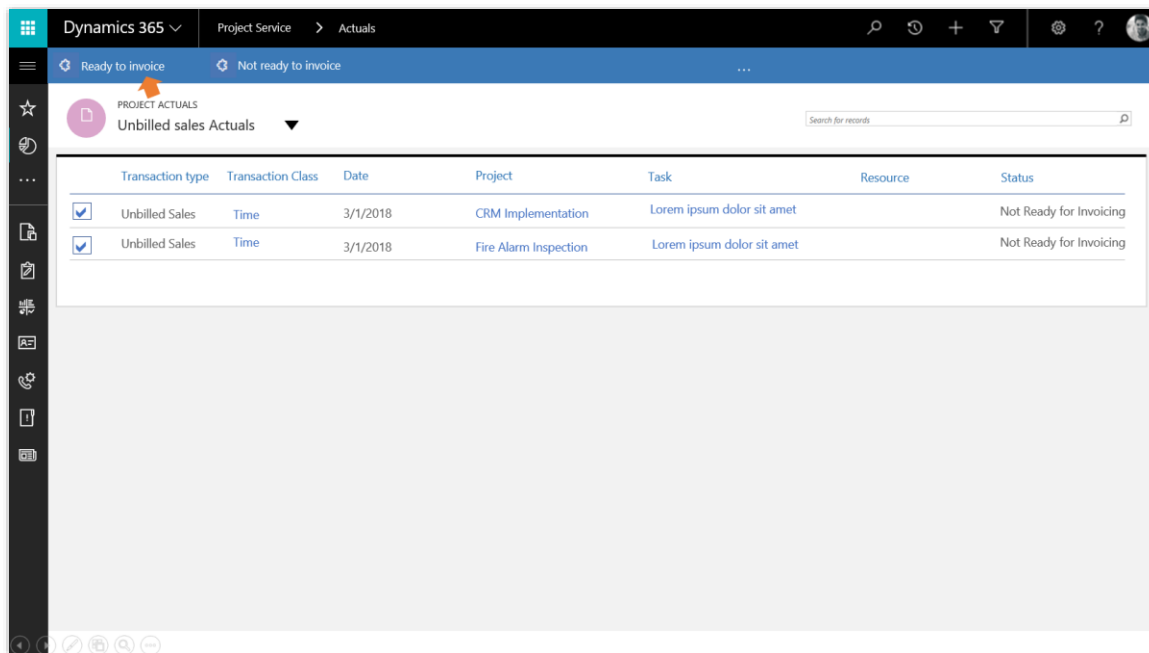 Dynamics 365 Project Service > Actuals ?
Ready to invoice Not ready to invoice ...
PROJECT ACTUALS
Unbilled sales Actuals
Search for records
Transaction type Transaction Class Date Project Task Resource Status
Unbilled Sales Time 3/1/2018 CRM Implementation Lorem ipsum dolor sit amet Not Ready for Invoicing
Unbilled Sales Time 3/1/2018 Fire Alarm Inspection Lorem ipsum dolor sit amet Not Ready for Invoicing